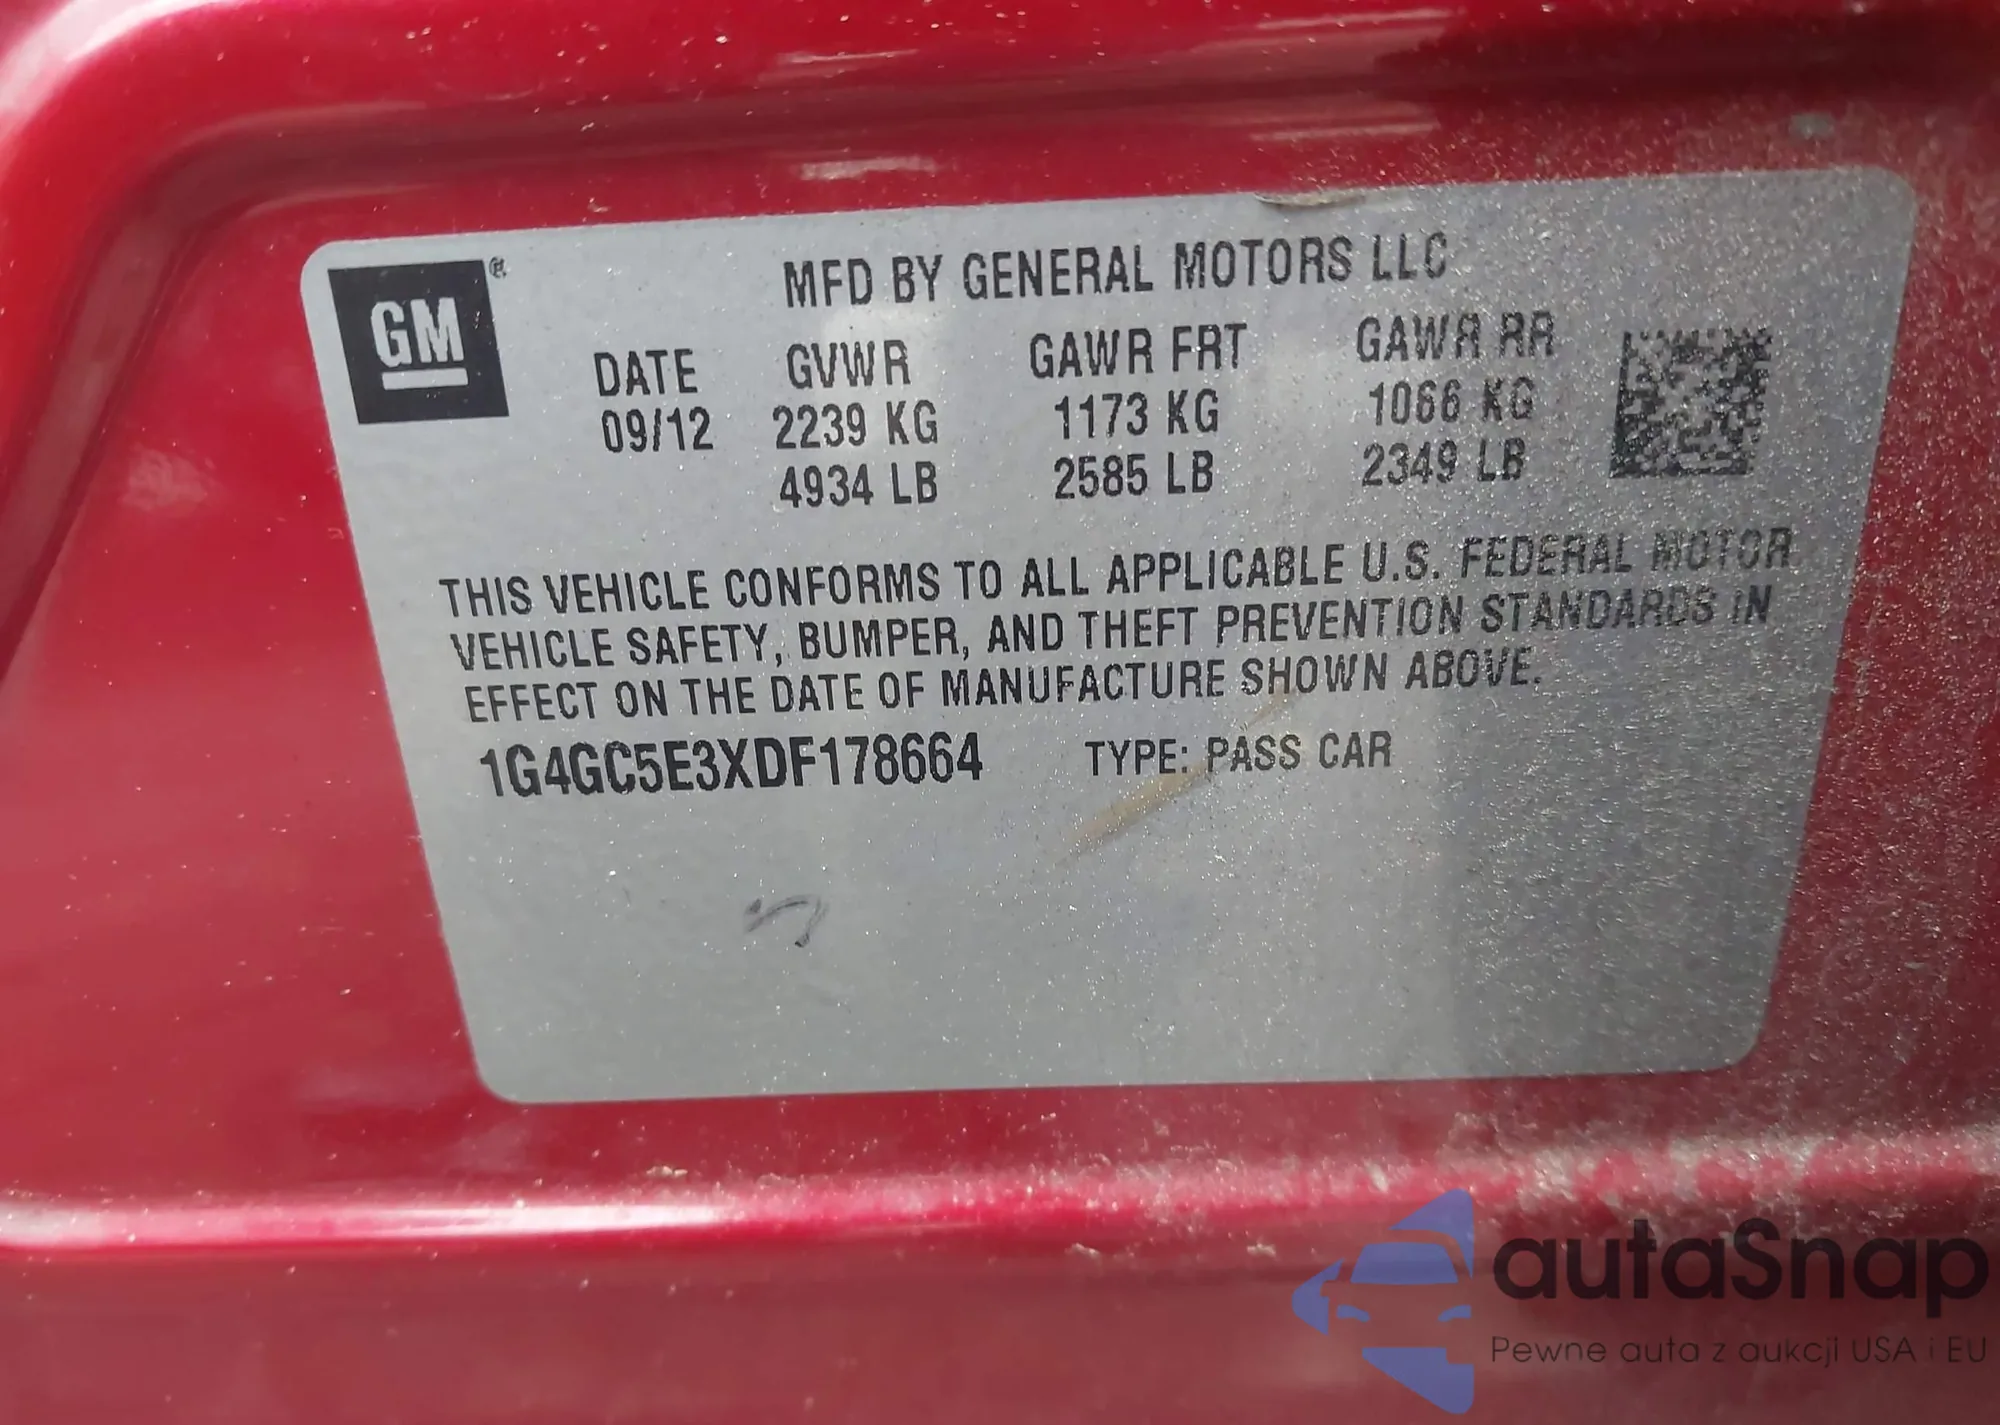 GM
MFD BY GENERAL MOTORS LLC
DATE GVWR GAWR FRT GAWR RR
09/12 2239 KG 1173 KG 1066 KG
4934 LB 2585 LB 2349 LB
THIS VEHICLE CONFORMS TO ALL APPLICABLE U.S. FEDERAL MOTOR
VEHICLE SAFETY, BUMPER, AND THEFT PREVENTION STANDARDS IN
EFFECT ON THE DATE OF MANUFACTURE SHOWN ABOVE.
1G4GC5E3XDF178664 TYPE: PASS CAR
autaSnap
Pewne auta z aukcji USA i EU